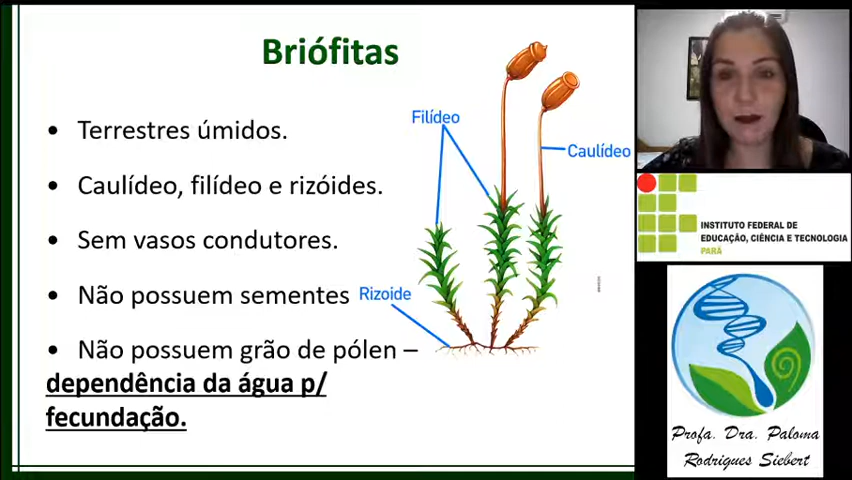 Briófitas
• Terrestres úmidos.
• Caulídeo, filídeo e rizóides.
• Sem vasos condutores.
• Não possuem sementes
• Não possuem grão de pólen –
dependência da água p/
fecundação.
Filídeo
Caulídeo
Rizoide
INSTITUTO FEDERAL DE
EDUCAÇÃO, CIÊNCIA E TECNOLOGIA
PARÁ
Profa. Dra. Paloma
Rodrigues Siebert